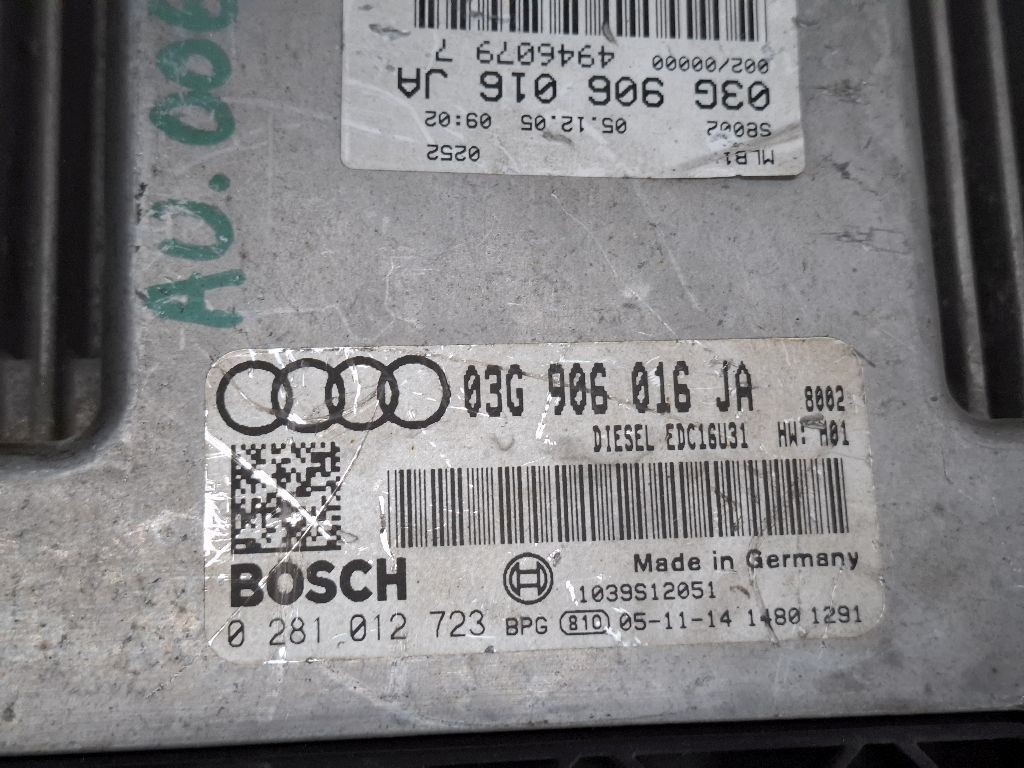 AU.006
MLB1 0252
S8002 05.12.05 09:02
03G 906 016 JA
002/00000 4946079 7
03G 906 016 JA 8002
DIESEL EDC16U31 HW: H01
Made in Germany
BOSCH 1039S12051
0 281 012 723 BPG 810 05-11-14 1480 1291